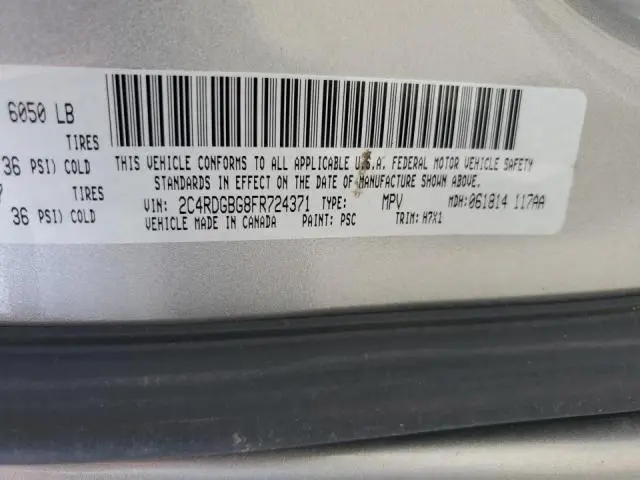 6050 LB
TIRES
36 PSI) COLD
TIRES
36 PSI) COLD
THIS VEHICLE CONFORMS TO ALL APPLICABLE U.S.A. FEDERAL MOTOR VEHICLE SAFETY
STANDARDS IN EFFECT ON THE DATE OF MANUFACTURE SHOWN ABOVE.
VIN: 2C4RDGBG8FR724371 TYPE: MPV MDH:061814 117AA
VEHICLE MADE IN CANADA PAINT: PSC TRIM: H7X1